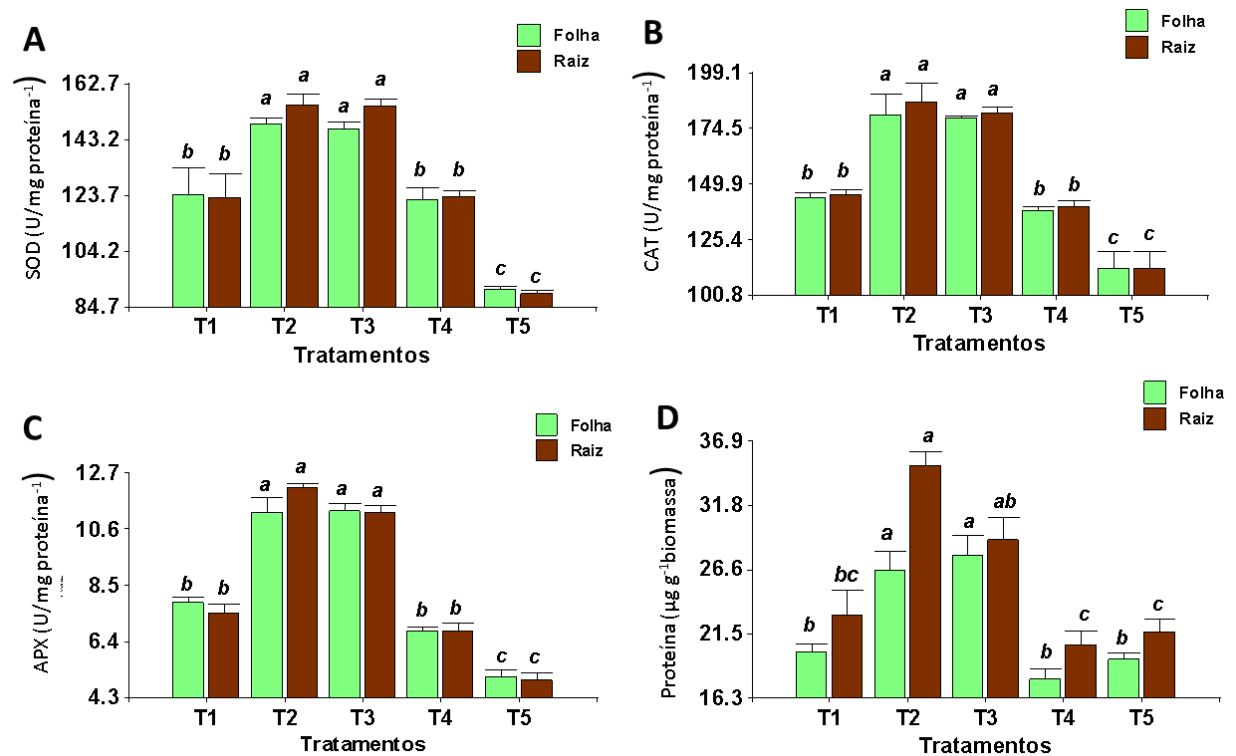 A
Folha
Raiz
SOD (U/mg proteína⁻¹)
162.7
143.2
123.7
104.2
84.7
b b a a a a b b c c
T1 T2 T3 T4 T5
Tratamentos
B
Folha
Raiz
CAT (U/mg proteína⁻¹)
199.1
174.5
149.9
125.4
100.8
b b a a a a b b c c
T1 T2 T3 T4 T5
Tratamentos
C
Folha
Raiz
APX (U/mg proteína⁻¹)
12.7
10.6
8.5
6.4
4.3
b b a a a a b b c c
T1 T2 T3 T4 T5
Tratamentos
D
Folha
Raiz
Proteína (µg g⁻¹biomassa)
36.9
31.8
26.6
21.5
16.3
b bc a a a ab b c b c
T1 T2 T3 T4 T5
Tratamentos